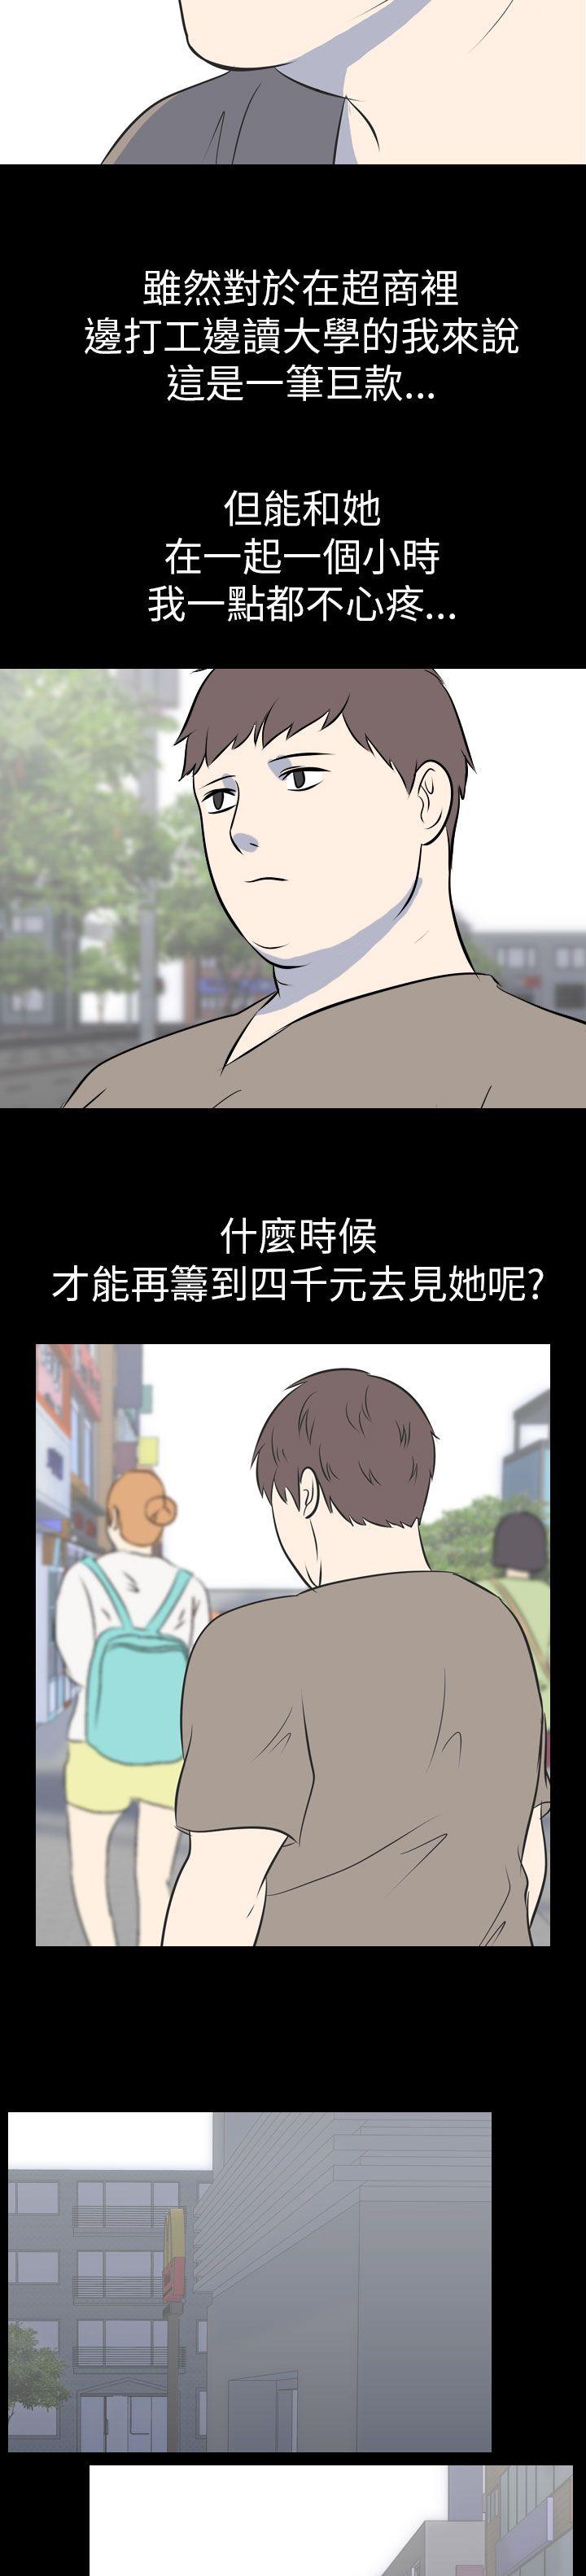 雖然對於在超商裡
邊打工邊讀大學的我來說
這是一筆巨款...
但能和她
在一起一個小時
我一點都不心疼...
什麼時候
才能再籌到四千元去見她呢?